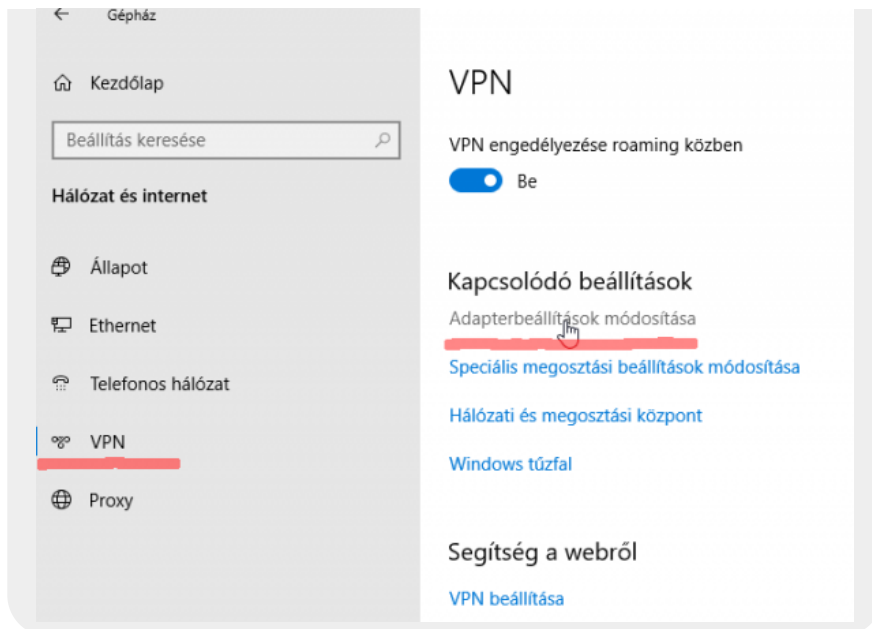 Gépház
Kezdőlap
Beállítás keresése
Hálózat és internet
Állapot
Ethernet
Telefonos hálózat
VPN
Proxy
VPN
VPN engedélyezése roaming közben
Be
Kapcsolódó beállítások
Adapterbeállítások módosítása
Speciális megosztási beállítások módosítása
Hálózati és megosztási központ
Windows tűzfal
Segítség a webről
VPN beállítása